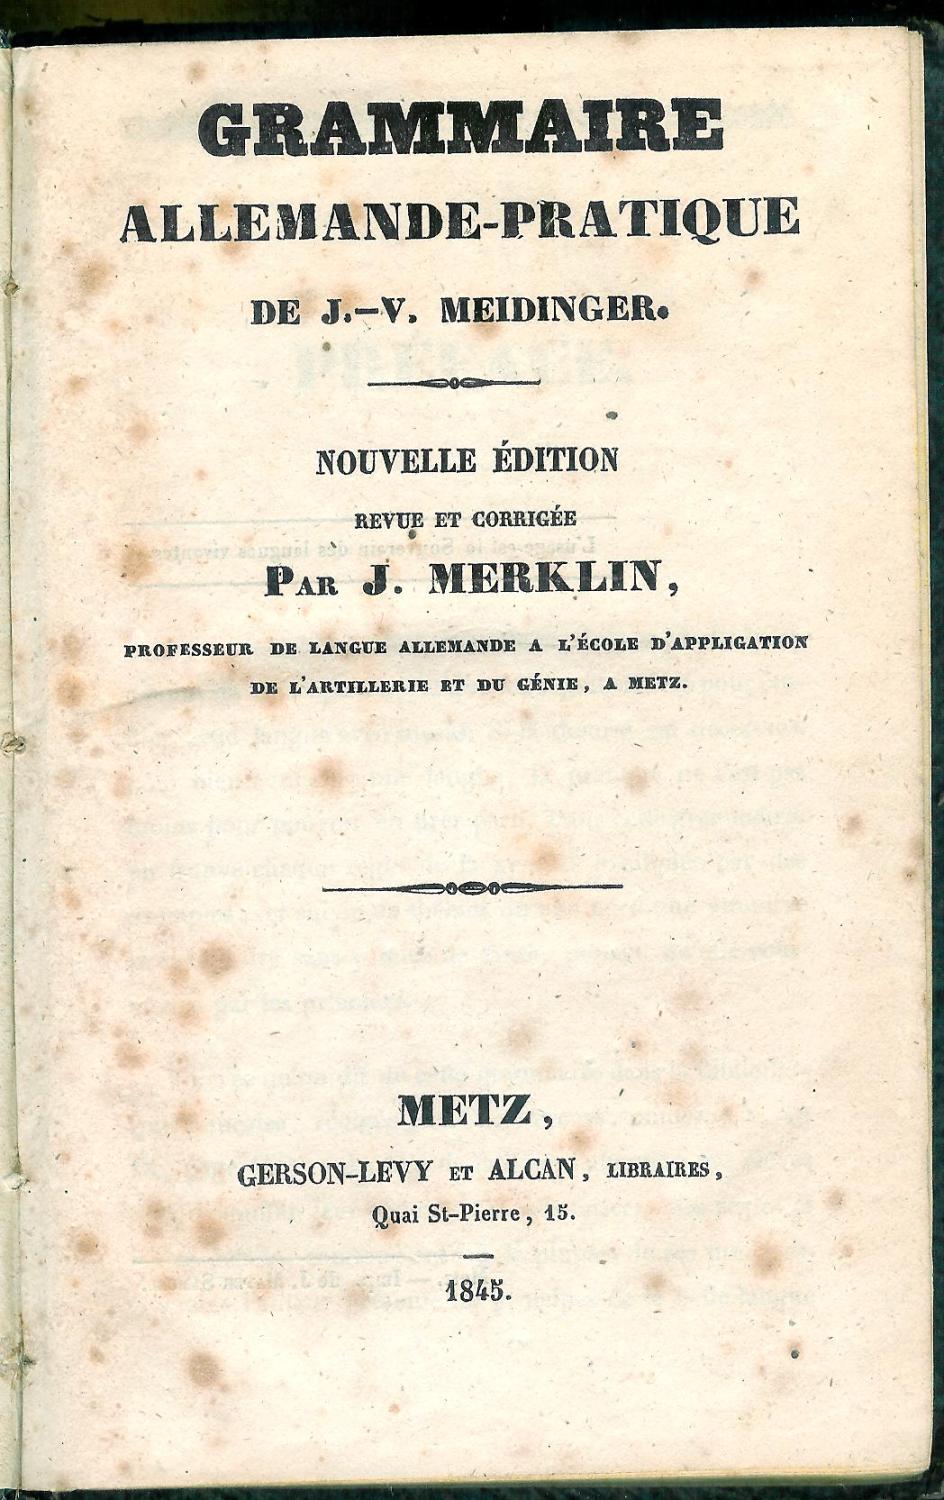 GRAMMAIRE
ALLEMANDE-PRATIQUE
DE J.-V. MEIDINGER.
NOUVELLE ÉDITION
REVUE ET CORRIGÉE
PAR J. MERKLIN,
PROFESSEUR DE LANGUE ALLEMANDE A L'ÉCOLE D'APPLICATION
DE L'ARTILLERIE ET DU GÉNIE, A METZ.
METZ,
GERSON-LEVY ET ALCAN, LIBRAIRES,
Quai St-Pierre, 15.
1845.